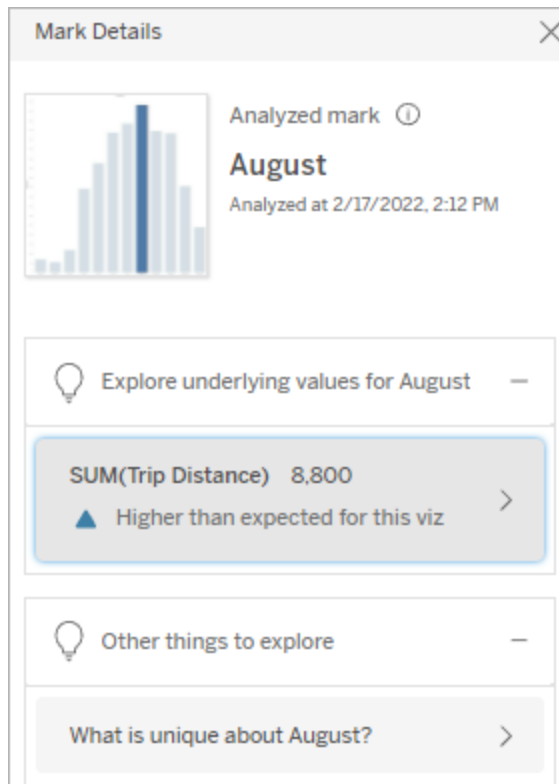 Mark Details
Analyzed mark
August
Analyzed at 2/17/2022, 2:12 PM
Explore underlying values for August
SUM(Trip Distance) 8,800
Higher than expected for this viz
Other things to explore
What is unique about August?